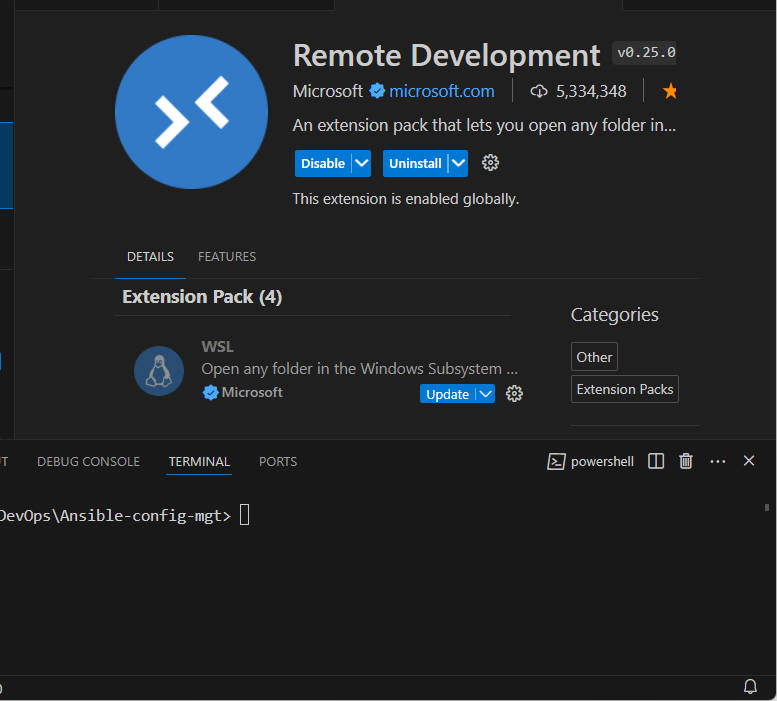 Remote Development v0.25.0
Microsoft microsoft.com 5,334,348
An extension pack that lets you open any folder in...
Disable Uninstall
This extension is enabled globally.
DETAILS FEATURES
Extension Pack (4)
WSL
Open any folder in the Windows Subsystem ...
Microsoft
Update
Categories
Other
Extension Packs
T DEBUG CONSOLE TERMINAL PORTS powershell
DevOps\Ansible-config-mgt>